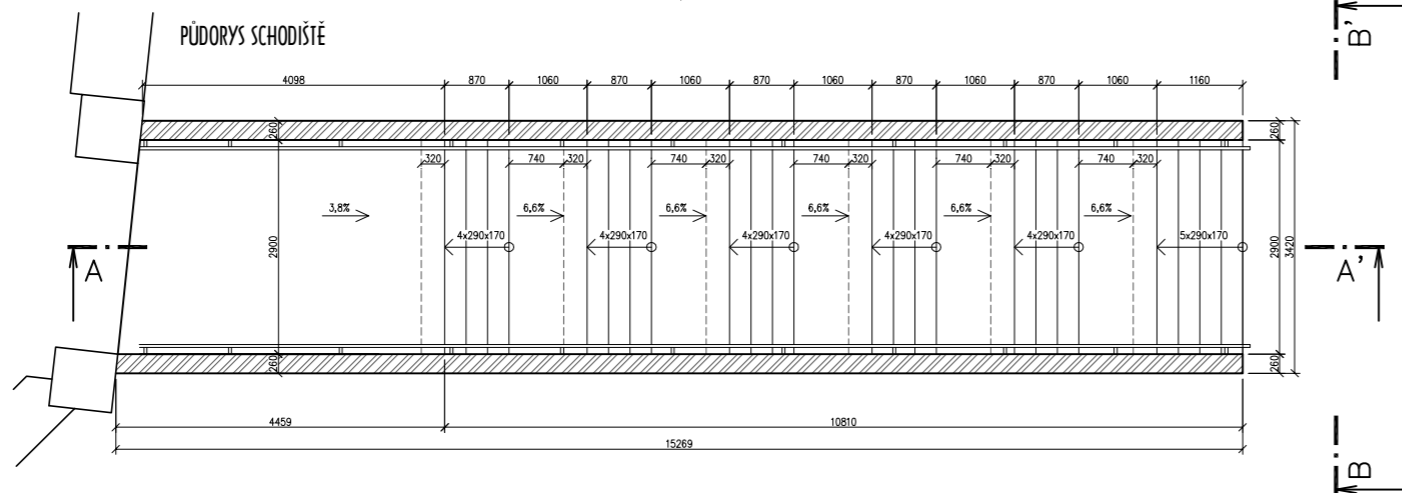 PŮDORYS SCHODIŠTĚ
B'
4098 870 1060 870 1060 870 1060 870 1060 870 1060 1160
260 260
320 740 320 740 320 740 320 740 320 740 320
3,8% 6,6% 6,6% 6,6% 6,6% 6,6%
4x290x170 4x290x170 4x290x170 4x290x170 4x290x170 5x290x170
2900 2900 3420
A A'
260 260
4459 10810
15269
B